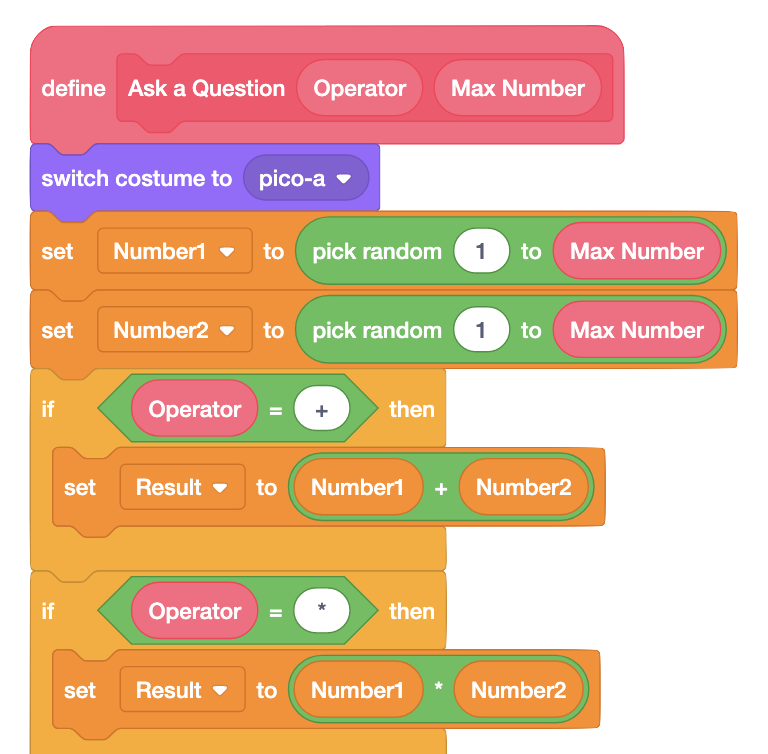 define Ask a Question Operator Max Number
switch costume to pico-a
set Number1 to pick random 1 to Max Number
set Number2 to pick random 1 to Max Number
if Operator = + then
set Result to Number1 + Number2
if Operator = * then
set Result to Number1 * Number2